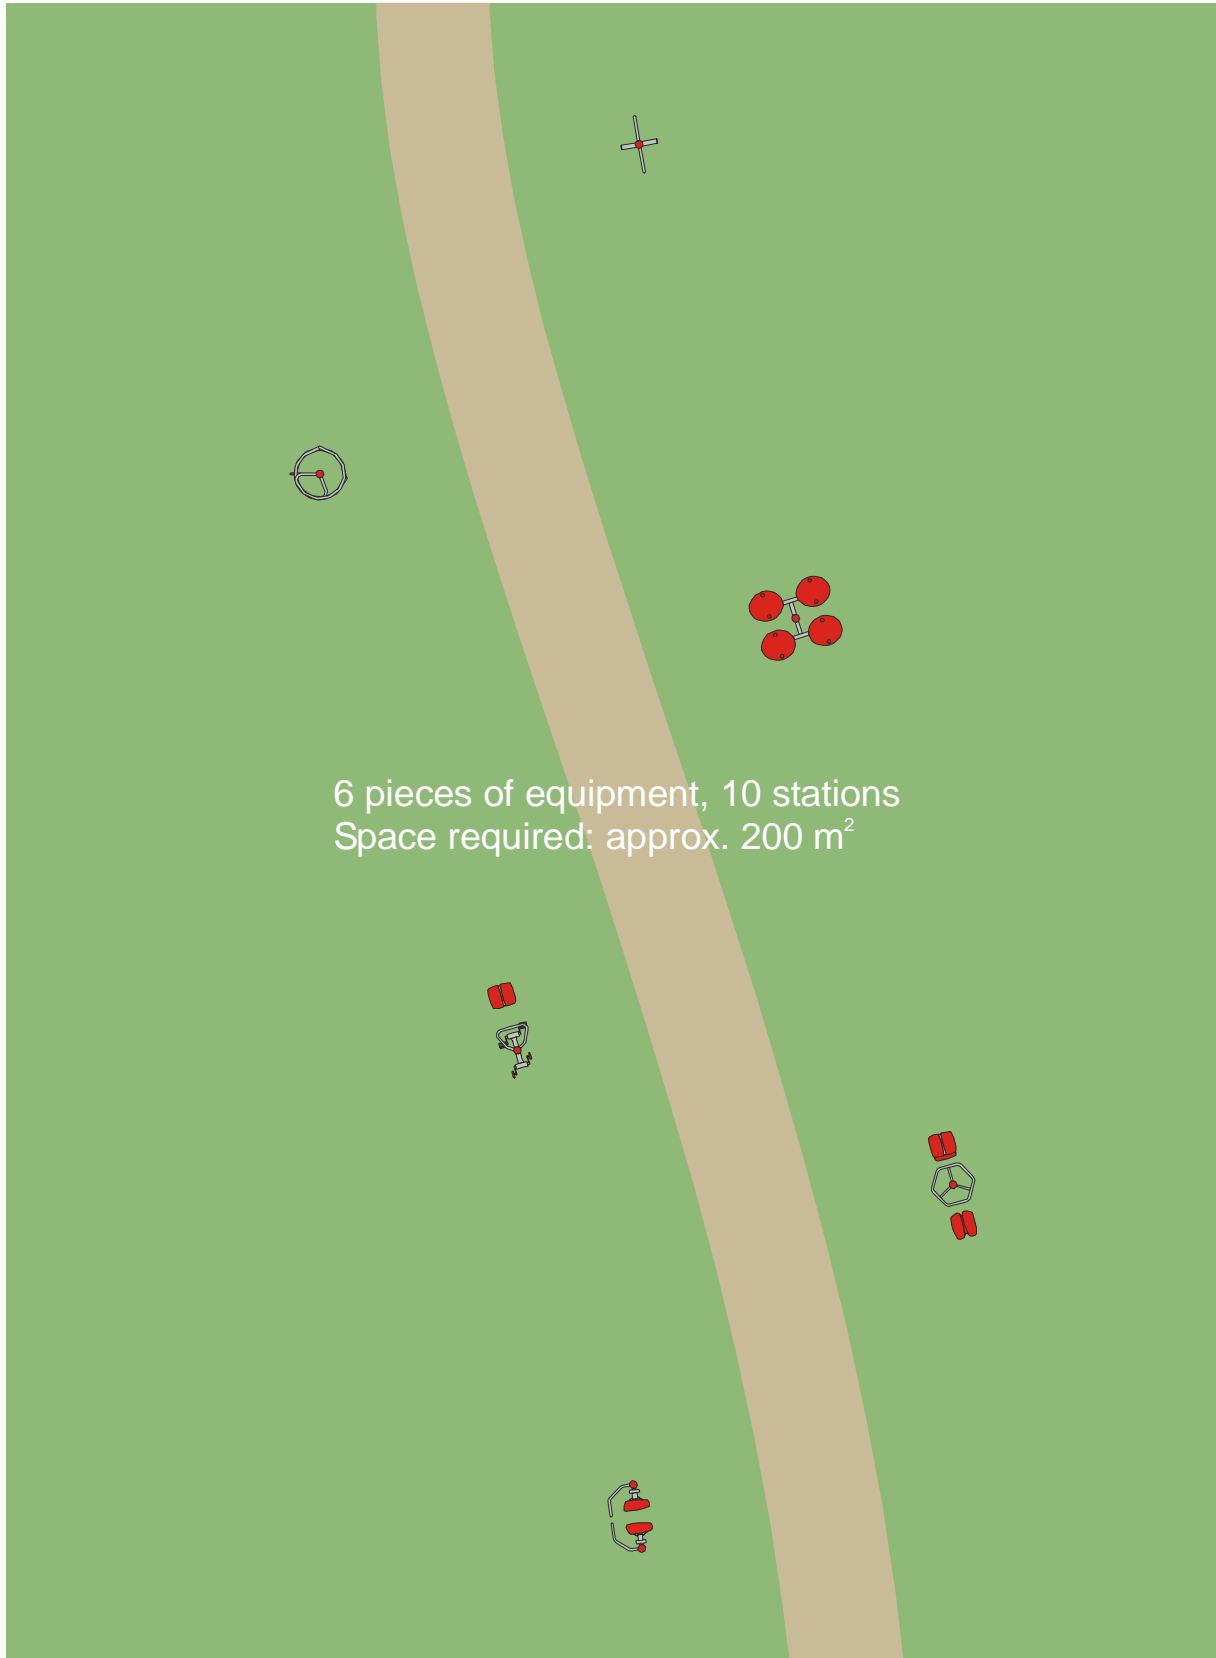 6 pieces of equipment, 10 stations
Space required: approx. 200 m²